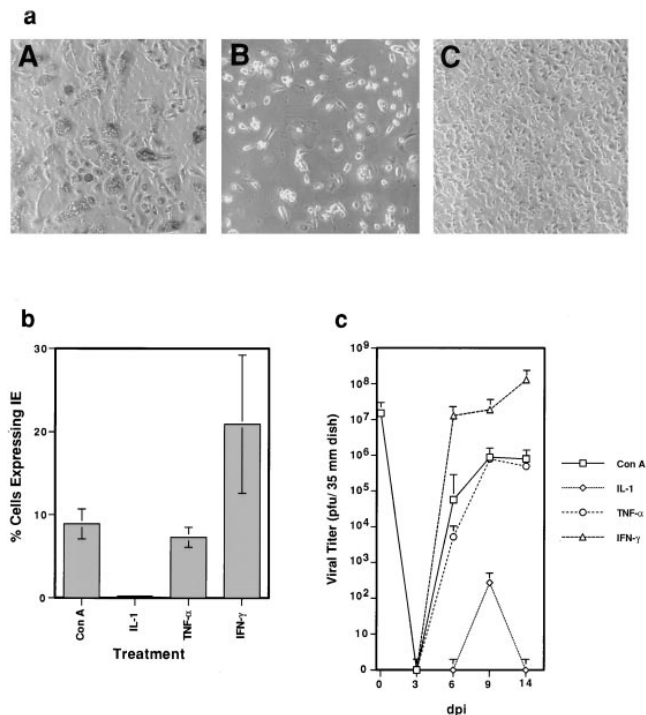 a
A B C
b
c
% Cells Expressing IE
30
20
10
0
Con A
IL-1
TNF-α
IFN-γ
Treatment
Viral Titer (pfu/ 35 mm dish)
10⁹
10⁸
10⁷
10⁶
10⁵
10⁴
10³
10²
10
0
0 3 6 9 14
dpi
Con A
IL-1
TNF-α
IFN-γ